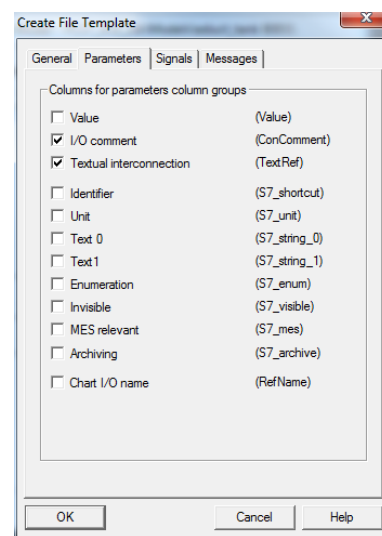 Create File Template
x
General Parameters Signals Messages
Columns for parameters column groups
Value (Value)
I/O comment (ConComment)
Textual interconnection (TextRef)
Identifier (S7_shortcut)
Unit (S7_unit)
Text 0 (S7_string_0)
Text1 (S7_string_1)
Enumeration (S7_enum)
Invisible (S7_visible)
MES relevant (S7_mes)
Archiving (S7_archive)
Chart I/O name (RefName)
OK Cancel Help